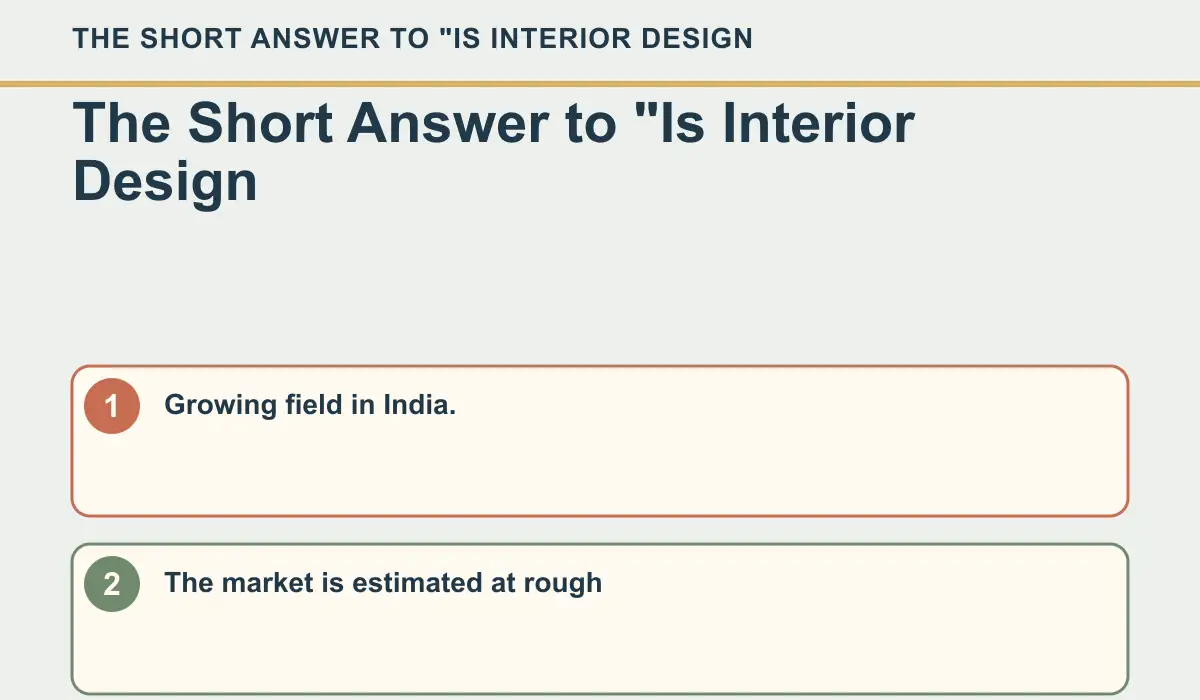 THE SHORT ANSWER TO "IS INTERIOR DESIGN
The Short Answer to "Is Interior
Design
1
Growing field in India.
2
The market is estimated at rough